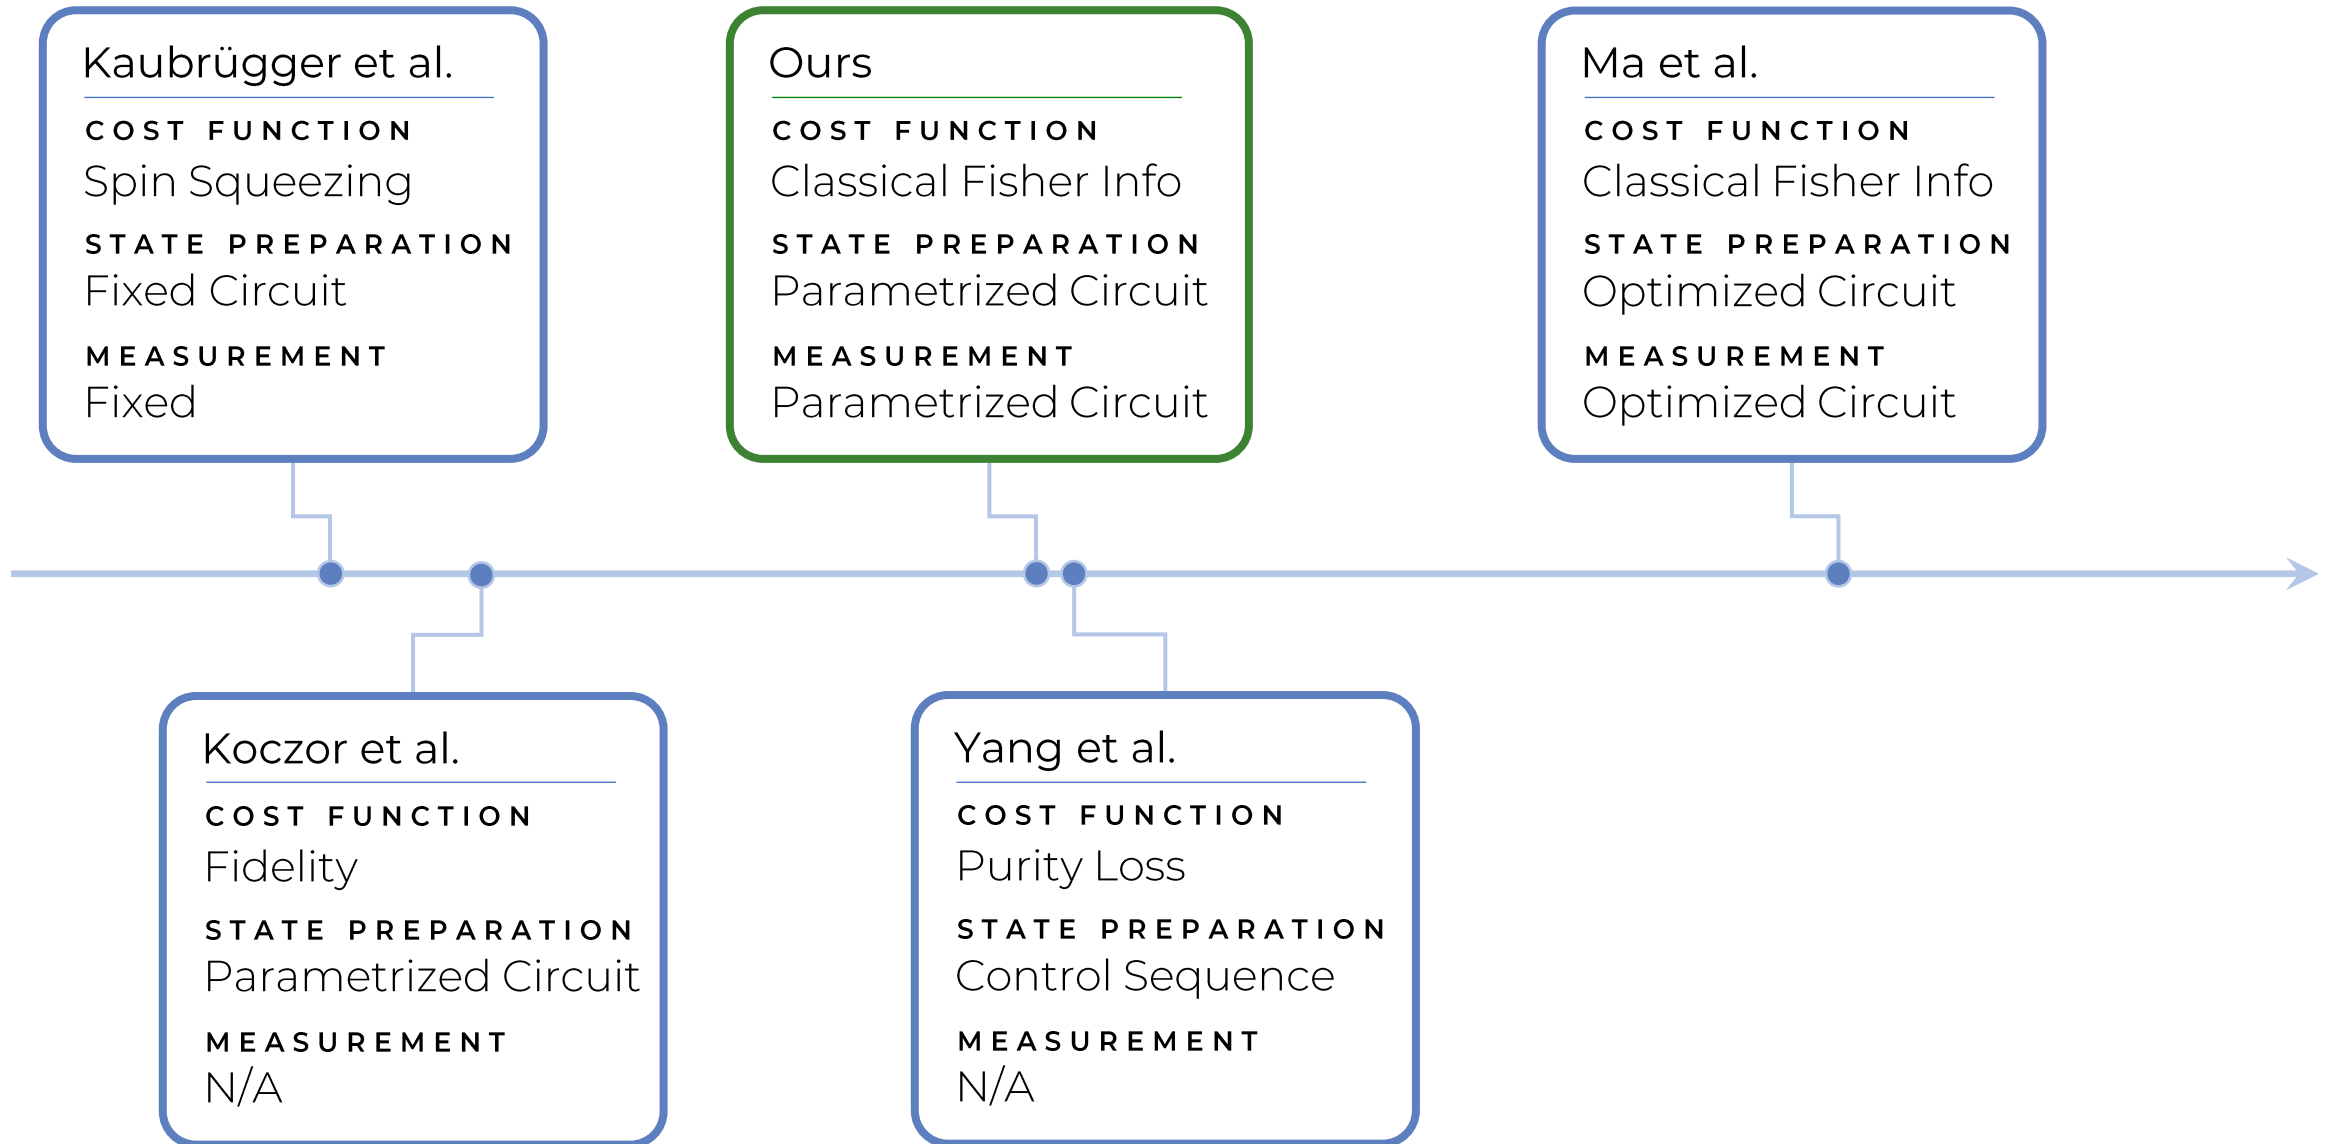 Kaubrügger et al.
COST FUNCTION
Spin Squeezing
STATE PREPARATION
Fixed Circuit
MEASUREMENT
Fixed
Ours
COST FUNCTION
Classical Fisher Info
STATE PREPARATION
Parametrized Circuit
MEASUREMENT
Parametrized Circuit
Ma et al.
COST FUNCTION
Classical Fisher Info
STATE PREPARATION
Optimized Circuit
MEASUREMENT
Optimized Circuit
Koczor et al.
COST FUNCTION
Fidelity
STATE PREPARATION
Parametrized Circuit
MEASUREMENT
N/A
Yang et al.
COST FUNCTION
Purity Loss
STATE PREPARATION
Control Sequence
MEASUREMENT
N/A